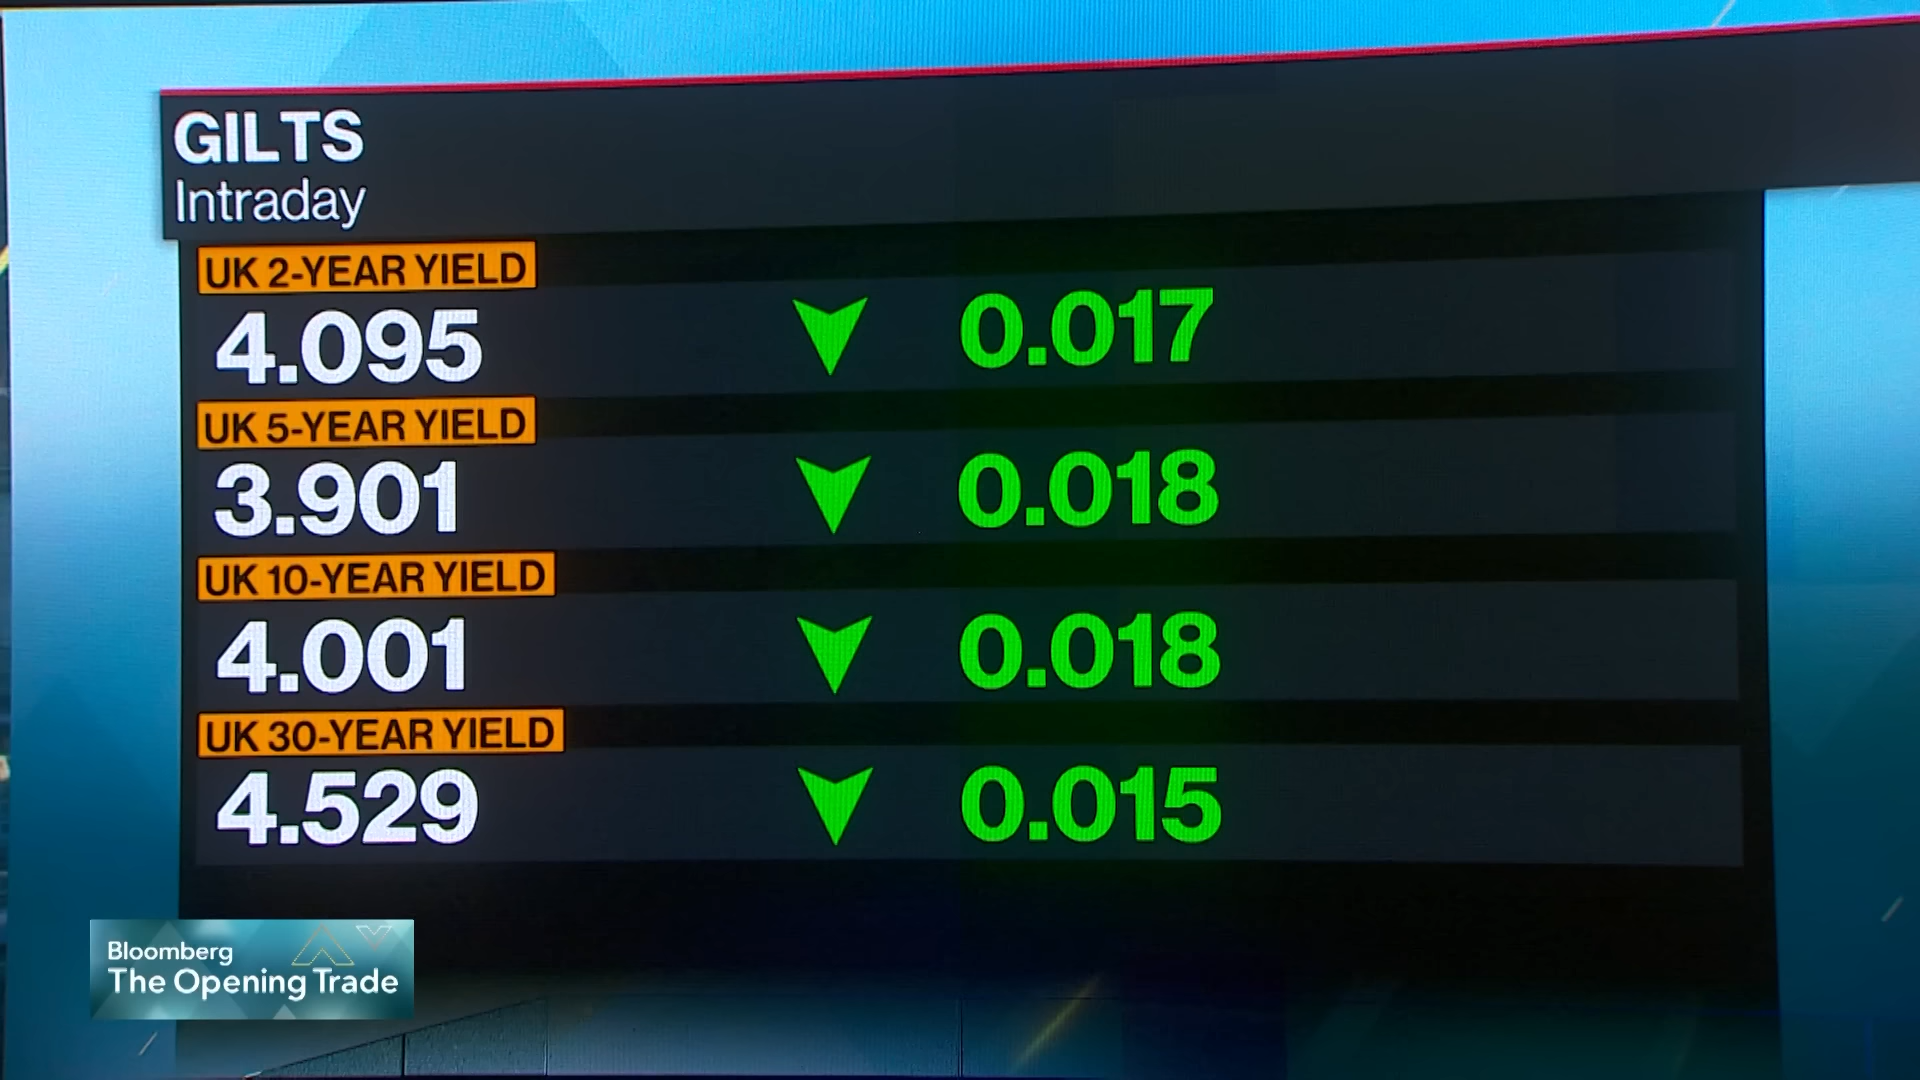 GILTS
Intraday
UK 2-YEAR YIELD
4.095 ▼ 0.017
UK 5-YEAR YIELD
3.901 ▼ 0.018
UK 10-YEAR YIELD
4.001 ▼ 0.018
UK 30-YEAR YIELD
4.529 ▼ 0.015
Bloomberg
The Opening Trade